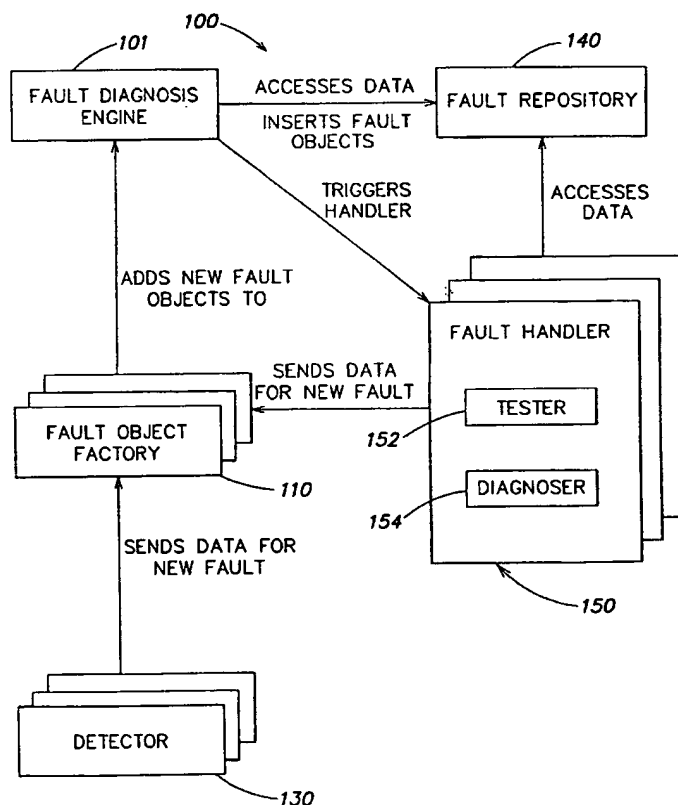 100
101
140
FAULT DIAGNOSIS
ENGINE
ACCESSES DATA
INSERTS FAULT
OBJECTS
FAULT REPOSITORY
TRIGGERS
HANDLER
ACCESSES
DATA
ADDS NEW FAULT
OBJECTS TO
FAULT HANDLER
SENDS DATA
FOR NEW FAULT
TESTER
152
FAULT OBJECT
FACTORY
110
DIAGNOSER
154
SENDS DATA FOR
NEW FAULT
150
DETECTOR
130